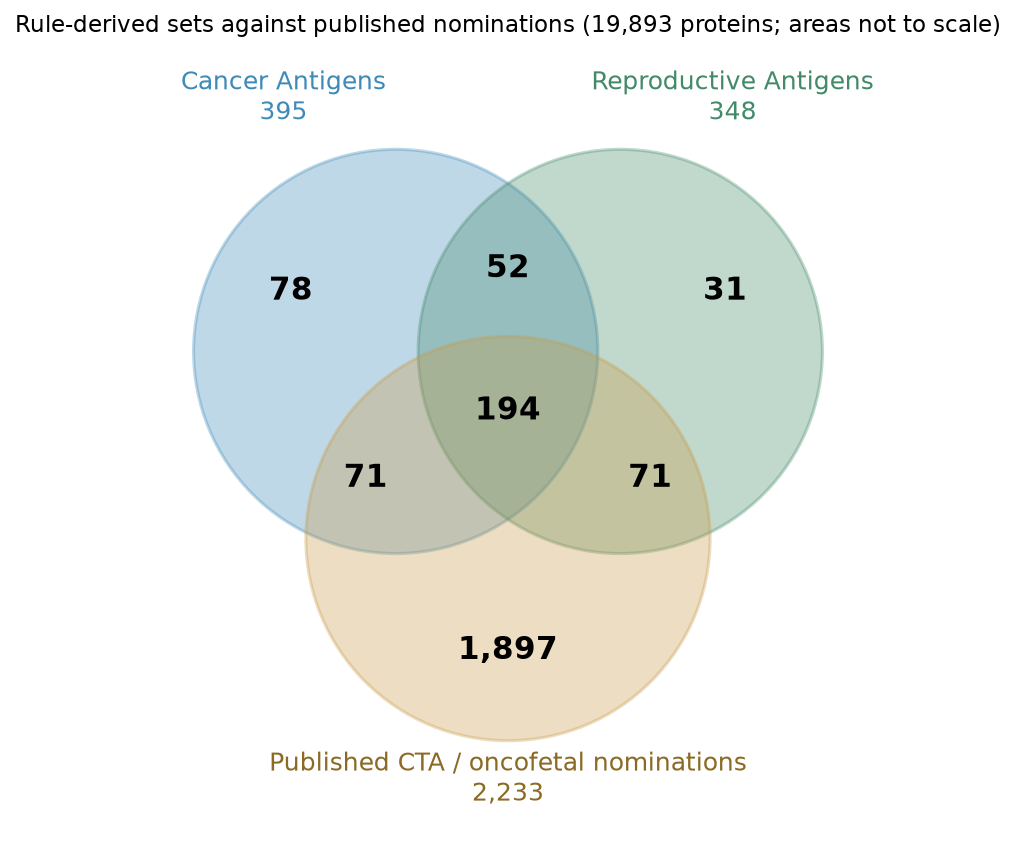 Rule-derived sets against published nominations (19,893 proteins; areas not to scale)
Cancer Antigens
395
Reproductive Antigens
348
52
78
31
194
71
71
1,897
Published CTA / oncofetal nominations
2,233